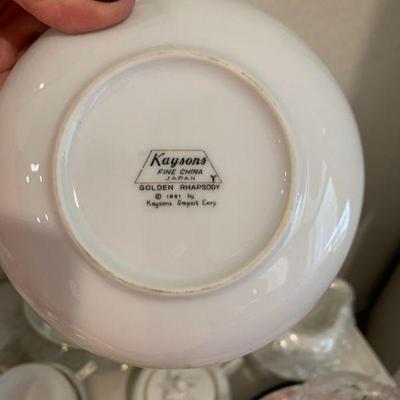 Kaysons
FINE CHINA
JAPAN Y
GOLDEN RHAPSODY
© 1961 by
Kaysons Import Corp.